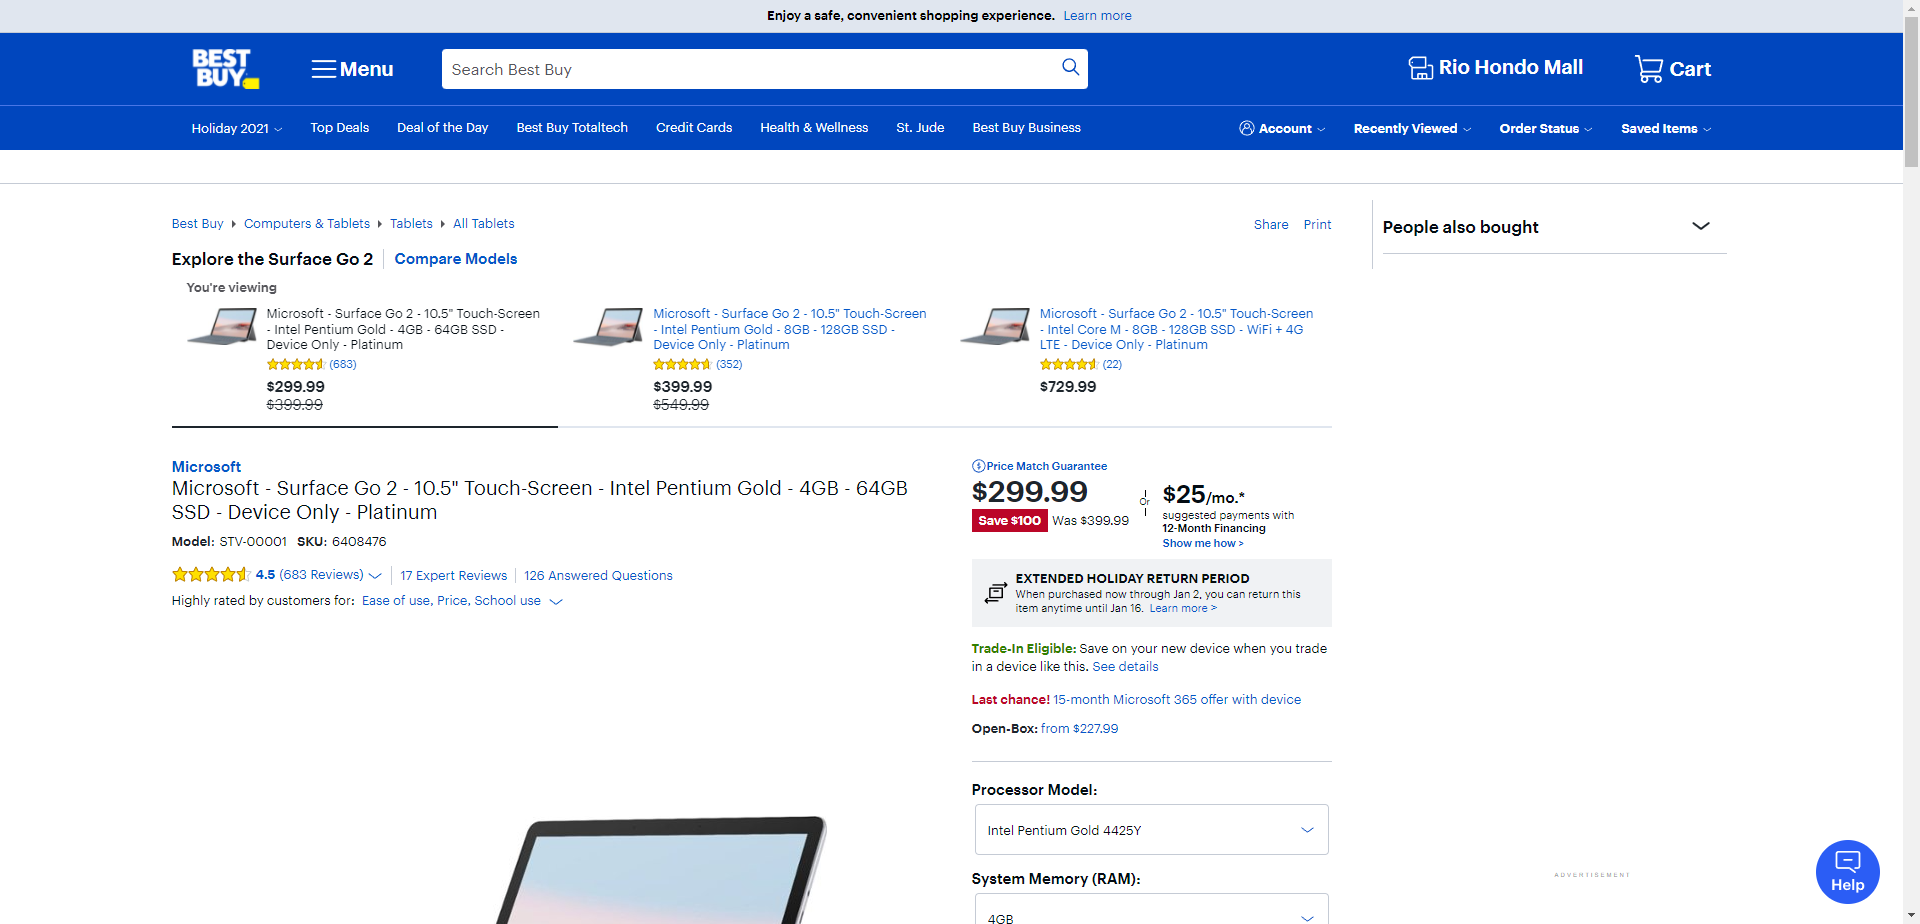 Enjoy a safe, convenient shopping experience. Learn more
BEST BUY
Menu
Search Best Buy
Rio Hondo Mall
Cart
Holiday 2021
Top Deals
Deal of the Day
Best Buy Totaltech
Credit Cards
Health & Wellness
St. Jude
Best Buy Business
Account
Recently Viewed
Order Status
Saved Items
Best Buy
Computers & Tablets
Tablets
All Tablets
Share
Print
People also bought
Explore the Surface Go 2
Compare Models
You're viewing
Microsoft - Surface Go 2 - 10.5" Touch-Screen
- Intel Pentium Gold - 4GB - 64GB SSD -
Device Only - Platinum
(683)
$299.99
$399.99
Microsoft - Surface Go 2 - 10.5" Touch-Screen
- Intel Pentium Gold - 8GB - 128GB SSD -
Device Only - Platinum
(352)
$399.99
$549.99
Microsoft - Surface Go 2 - 10.5" Touch-Screen
- Intel Core M - 8GB - 128GB SSD - WiFi + 4G
LTE - Device Only - Platinum
(22)
$729.99
Microsoft
Microsoft - Surface Go 2 - 10.5" Touch-Screen - Intel Pentium Gold - 4GB - 64GB
SSD - Device Only - Platinum
Model: STV-00001 SKU: 6408476
4.5 (683 Reviews)
17 Expert Reviews
126 Answered Questions
Highly rated by customers for: Ease of use, Price, School use
Price Match Guarantee
$299.99
Save $100 Was $399.99
Or
$25/mo.*
suggested payments with
12-Month Financing
Show me how >
EXTENDED HOLIDAY RETURN PERIOD
When purchased now through Jan 2, you can return this
item anytime until Jan 16. Learn more >
Trade-In Eligible: Save on your new device when you trade
in a device like this. See details
Last chance! 15-month Microsoft 365 offer with device
Open-Box: from $227.99
Processor Model:
Intel Pentium Gold 4425Y
System Memory (RAM):
4GB
ADVERTISEMENT
Help